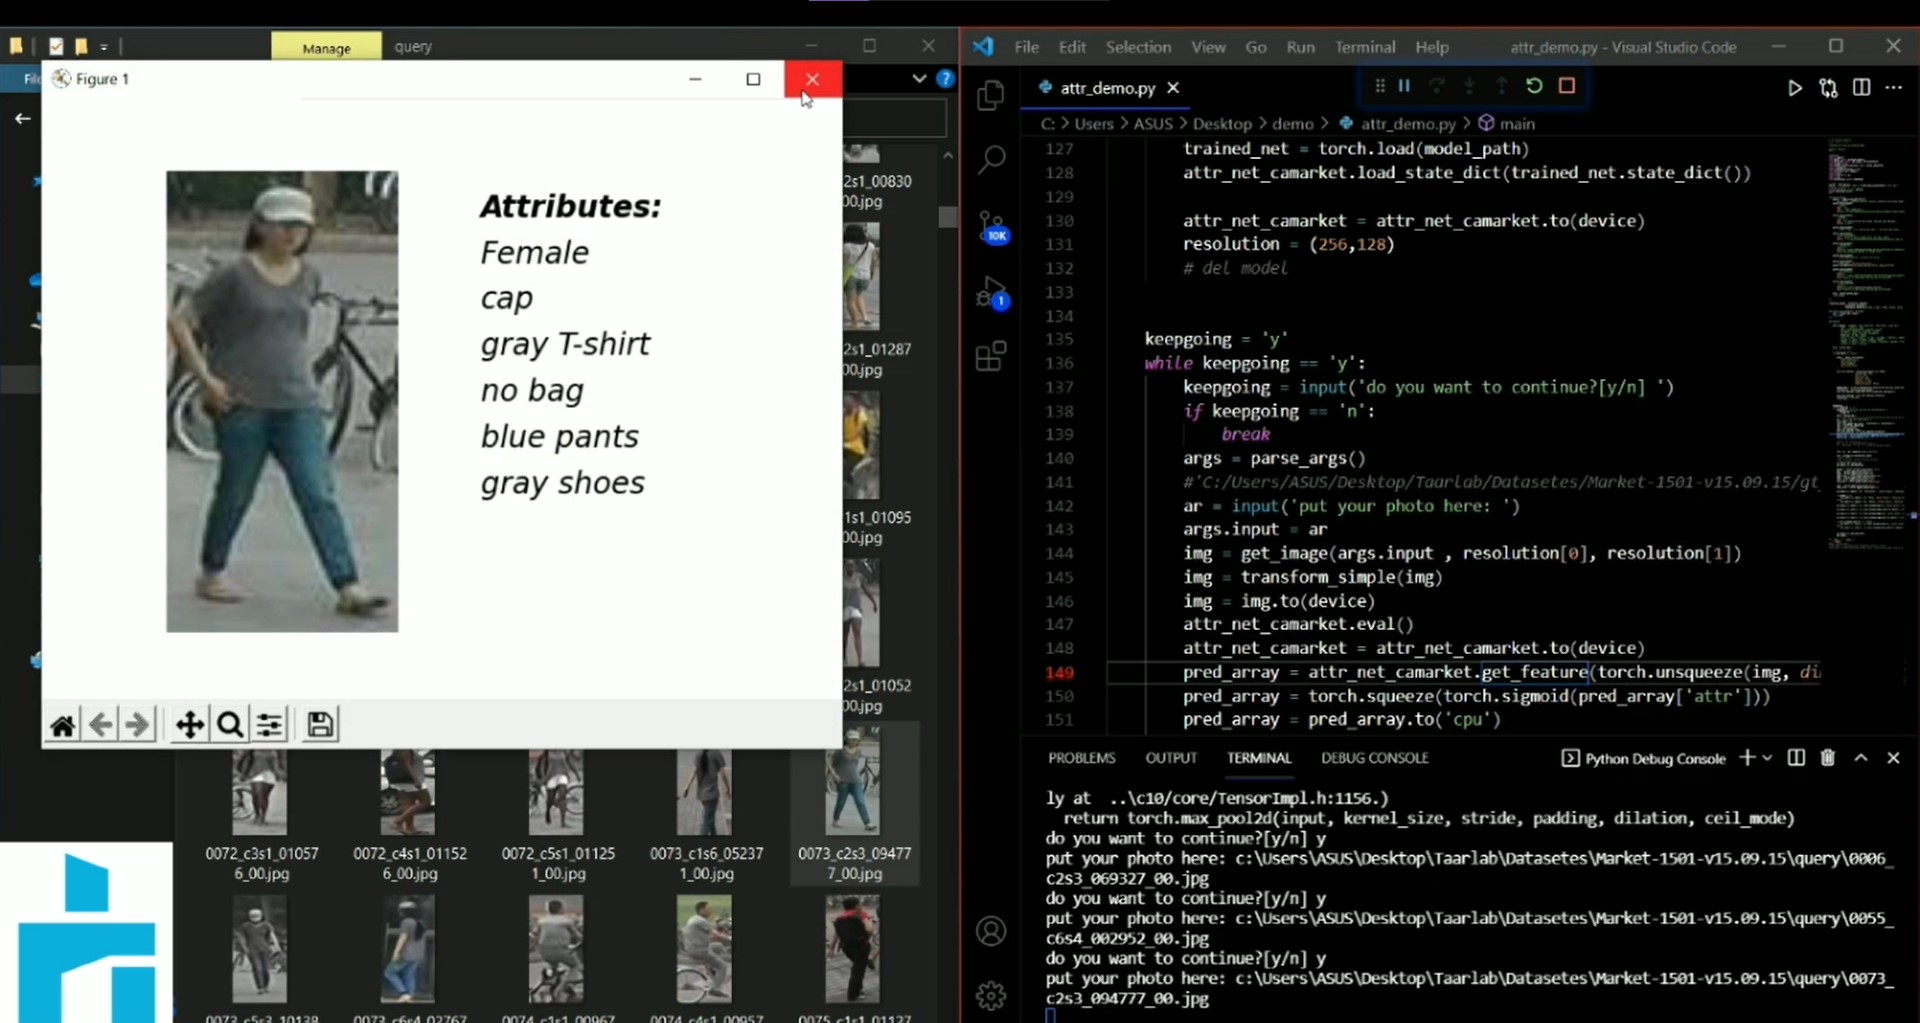 Manage
query
Figure 1
Attributes:
Female
cap
gray T-shirt
no bag
blue pants
gray shoes
2s1_00830
00.jpg
2s1_01287
00.jpg
1s1_01095
00.jpg
2s1_01052
00.jpg
0072_c3s1_01057
6_00.jpg
0072_c4s1_01152
6_00.jpg
0072_c5s1_01125
1_00.jpg
0073_c1s6_05237
1_00.jpg
0073_c2s3_09477
7_00.jpg
File Edit Selection View Go Run Terminal Help
attr_demo.py - Visual Studio Code
attr_demo.py
C: > Users > ASUS > Desktop > demo > attr_demo.py > main
10K
1
127 trained_net = torch.load(model_path)
128 attr_net_camarket.load_state_dict(trained_net.state_dict())
129
130 attr_net_camarket = attr_net_camarket.to(device)
131 resolution = (256,128)
132 # del model
133
134
135 keepgoing = 'y'
136 while keepgoing == 'y':
137 keepgoing = input('do you want to continue?[y/n] ')
138 if keepgoing == 'n':
139 break
140 args = parse_args()
141 #'C:/Users/ASUS/Desktop/Taarlab/Datasetes/Market-1501-v15.09.15/gt_
142 ar = input('put your photo here: ')
143 args.input = ar
144 img = get_image(args.input , resolution[0], resolution[1])
145 img = transform_simple(img)
146 img = img.to(device)
147 attr_net_camarket.eval()
148 attr_net_camarket = attr_net_camarket.to(device)
149 pred_array = attr_net_camarket.get_feature(torch.unsqueeze(img, di
150 pred_array = torch.squeeze(torch.sigmoid(pred_array['attr']))
151 pred_array = pred_array.to('cpu')
PROBLEMS OUTPUT TERMINAL DEBUG CONSOLE
Python Debug Console
ly at ..\c10/core/TensorImpl.h:1156.)
return torch.max_pool2d(input, kernel_size, stride, padding, dilation, ceil_mode)
do you want to continue?[y/n] y
put your photo here: c:\Users\ASUS\Desktop\Taarlab\Datasetes\Market-1501-v15.09.15\query\0006_
c2s3_069327_00.jpg
do you want to continue?[y/n] y
put your photo here: c:\Users\ASUS\Desktop\Taarlab\Datasetes\Market-1501-v15.09.15\query\0055_
c6s4_002952_00.jpg
do you want to continue?[y/n] y
put your photo here: c:\Users\ASUS\Desktop\Taarlab\Datasetes\Market-1501-v15.09.15\query\0073_
c2s3_094777_00.jpg